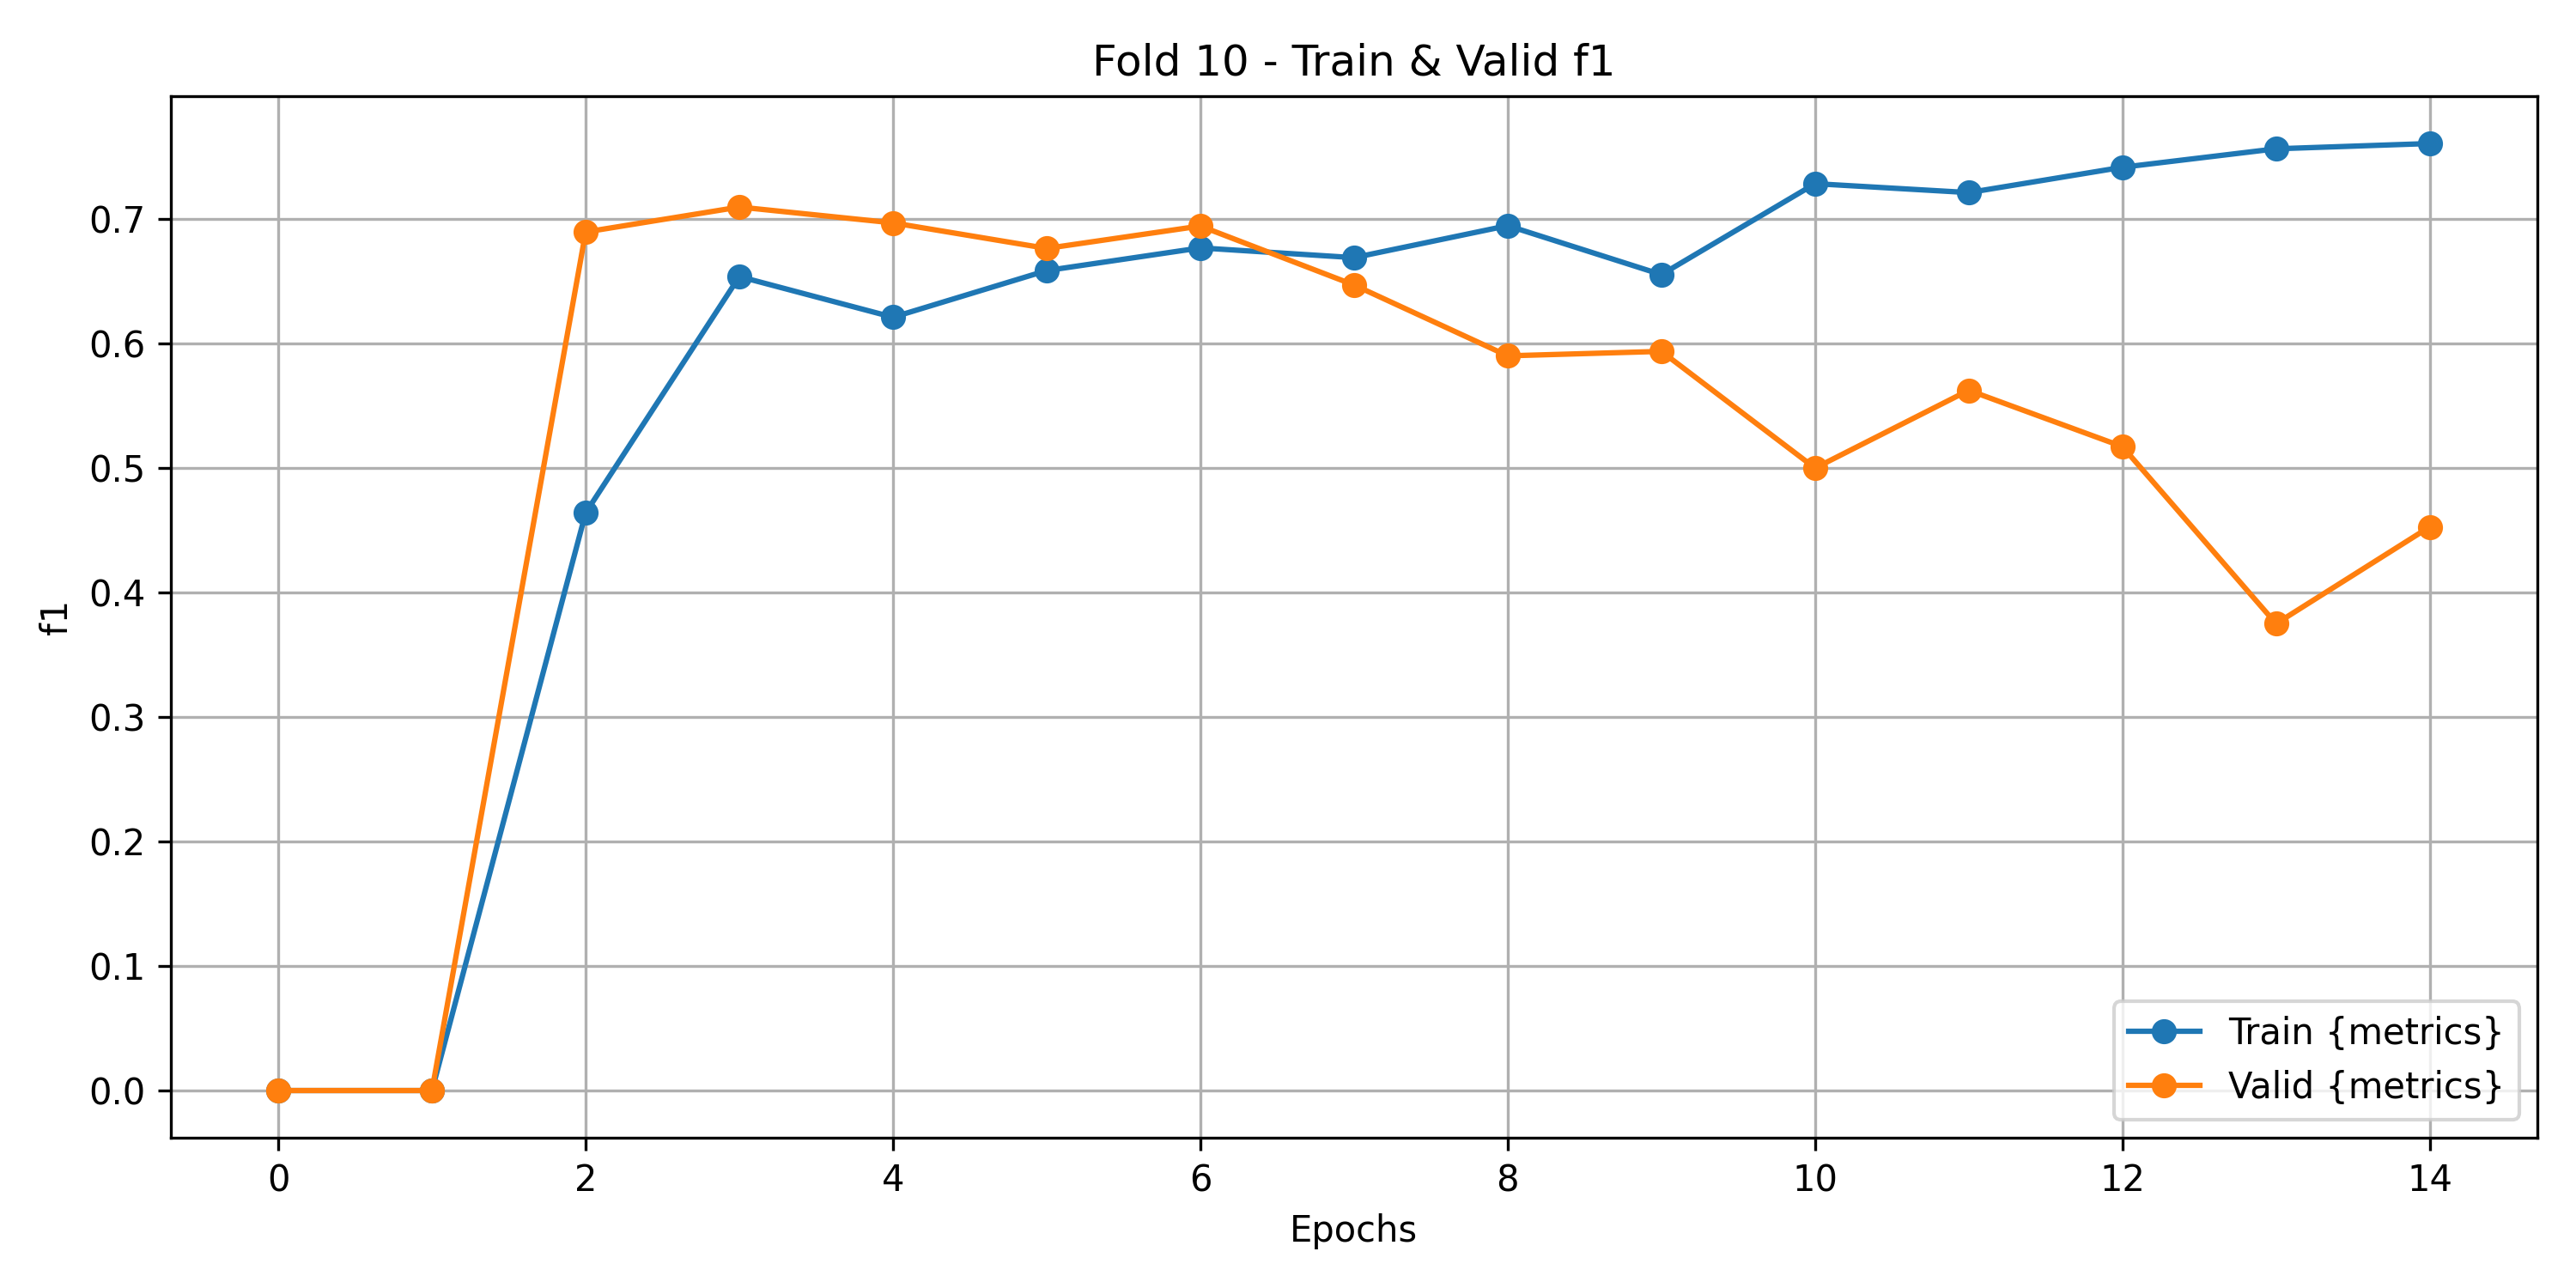 Fold 10 - Train & Valid f1
f1
0.7
0.6
0.5
0.4
0.3
0.2
0.1
0.0
0 2 4 6 8 10 12 14
Epochs
Train {metrics}
Valid {metrics}